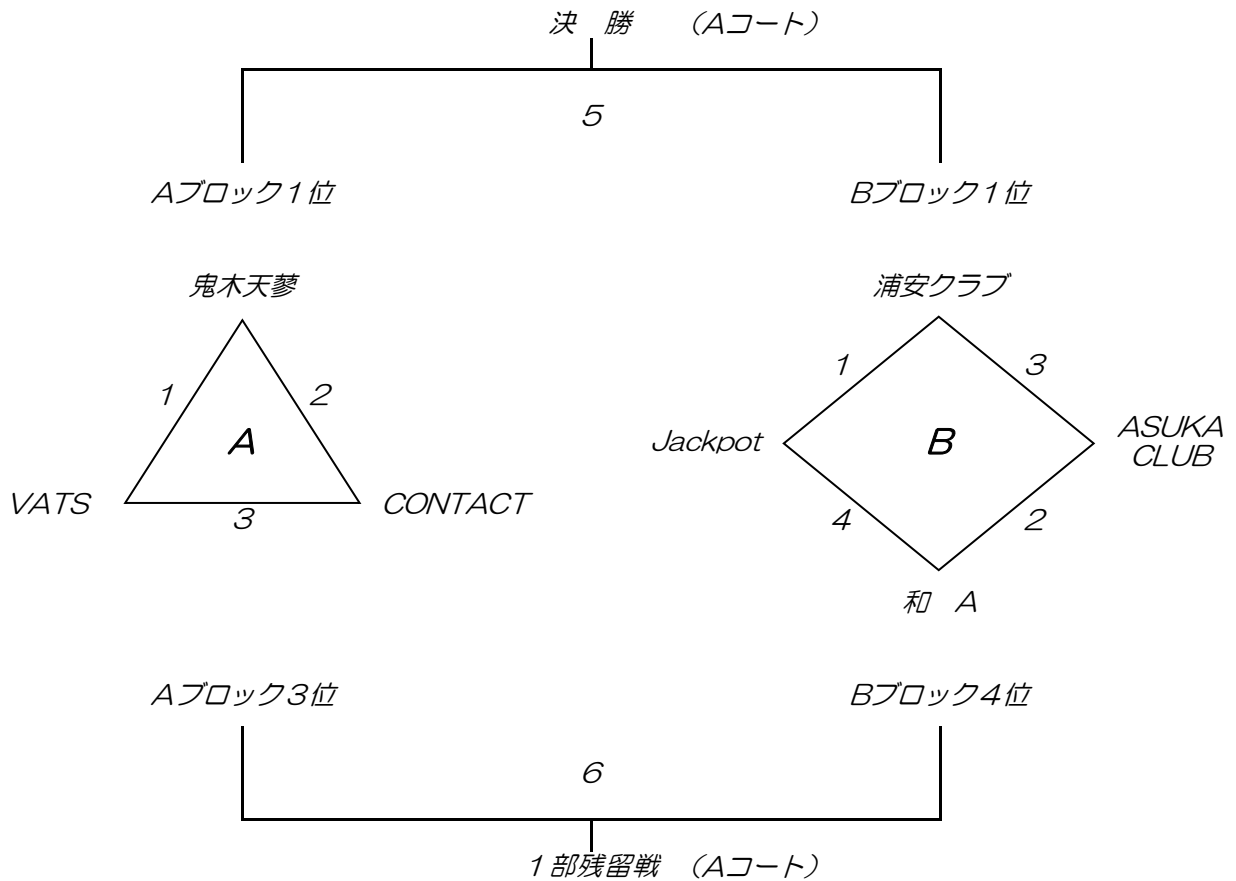 決　勝　　（Aコート）
5
Aブロック１位
Bブロック１位
鬼木天蓼
浦安クラブ
1
2
A
VATS
3
CONTACT
1
3
Jackpot
B
ASUKA
CLUB
4
2
和　A
Aブロック３位
Bブロック４位
6
１部残留戦　（Aコート）